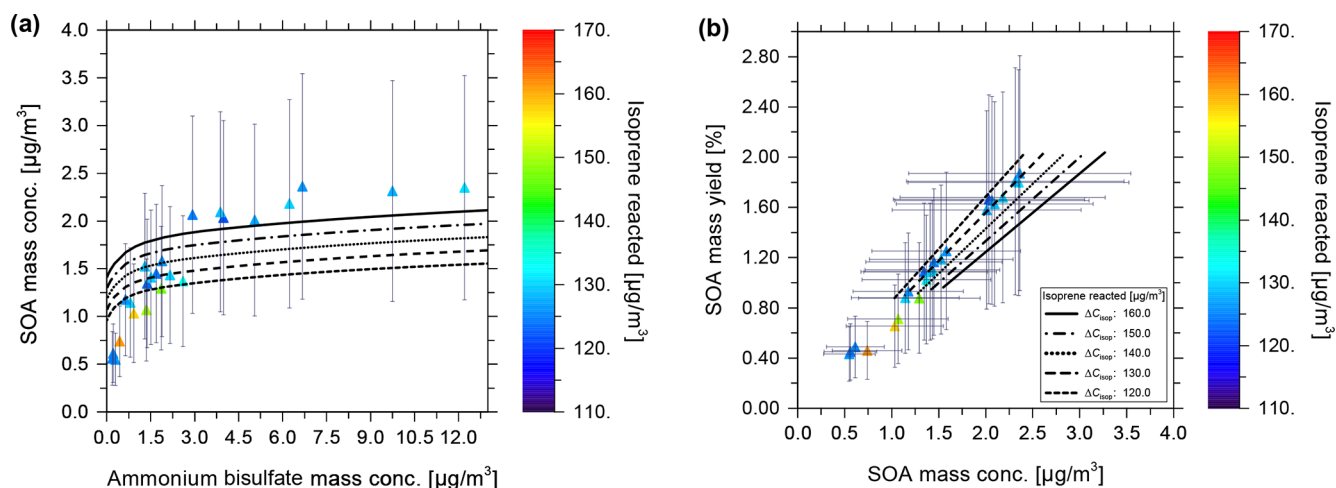 (a)
4.0
3.5
3.0
2.5
2.0
1.5
1.0
0.5
0.0
SOA mass conc. [µg/m³]
0.0 1.5 3.0 4.5 6.0 7.5 9.0 10.5 12.0
Ammonium bisulfate mass conc. [µg/m³]
170.
160.
150.
140.
130.
120.
110.
Isoprene reacted [µg/m³]
(b)
2.80
2.40
2.00
1.60
1.20
0.80
0.40
0.00
SOA mass yield [%]
0.0 0.5 1.0 1.5 2.0 2.5 3.0 3.5 4.0
SOA mass conc. [µg/m³]
Isoprene reacted [µg/m³]
ΔCisop: 160.0
ΔCisop: 150.0
ΔCisop: 140.0
ΔCisop: 130.0
ΔCisop: 120.0
170.
160.
150.
140.
130.
120.
110.
Isoprene reacted [µg/m³]